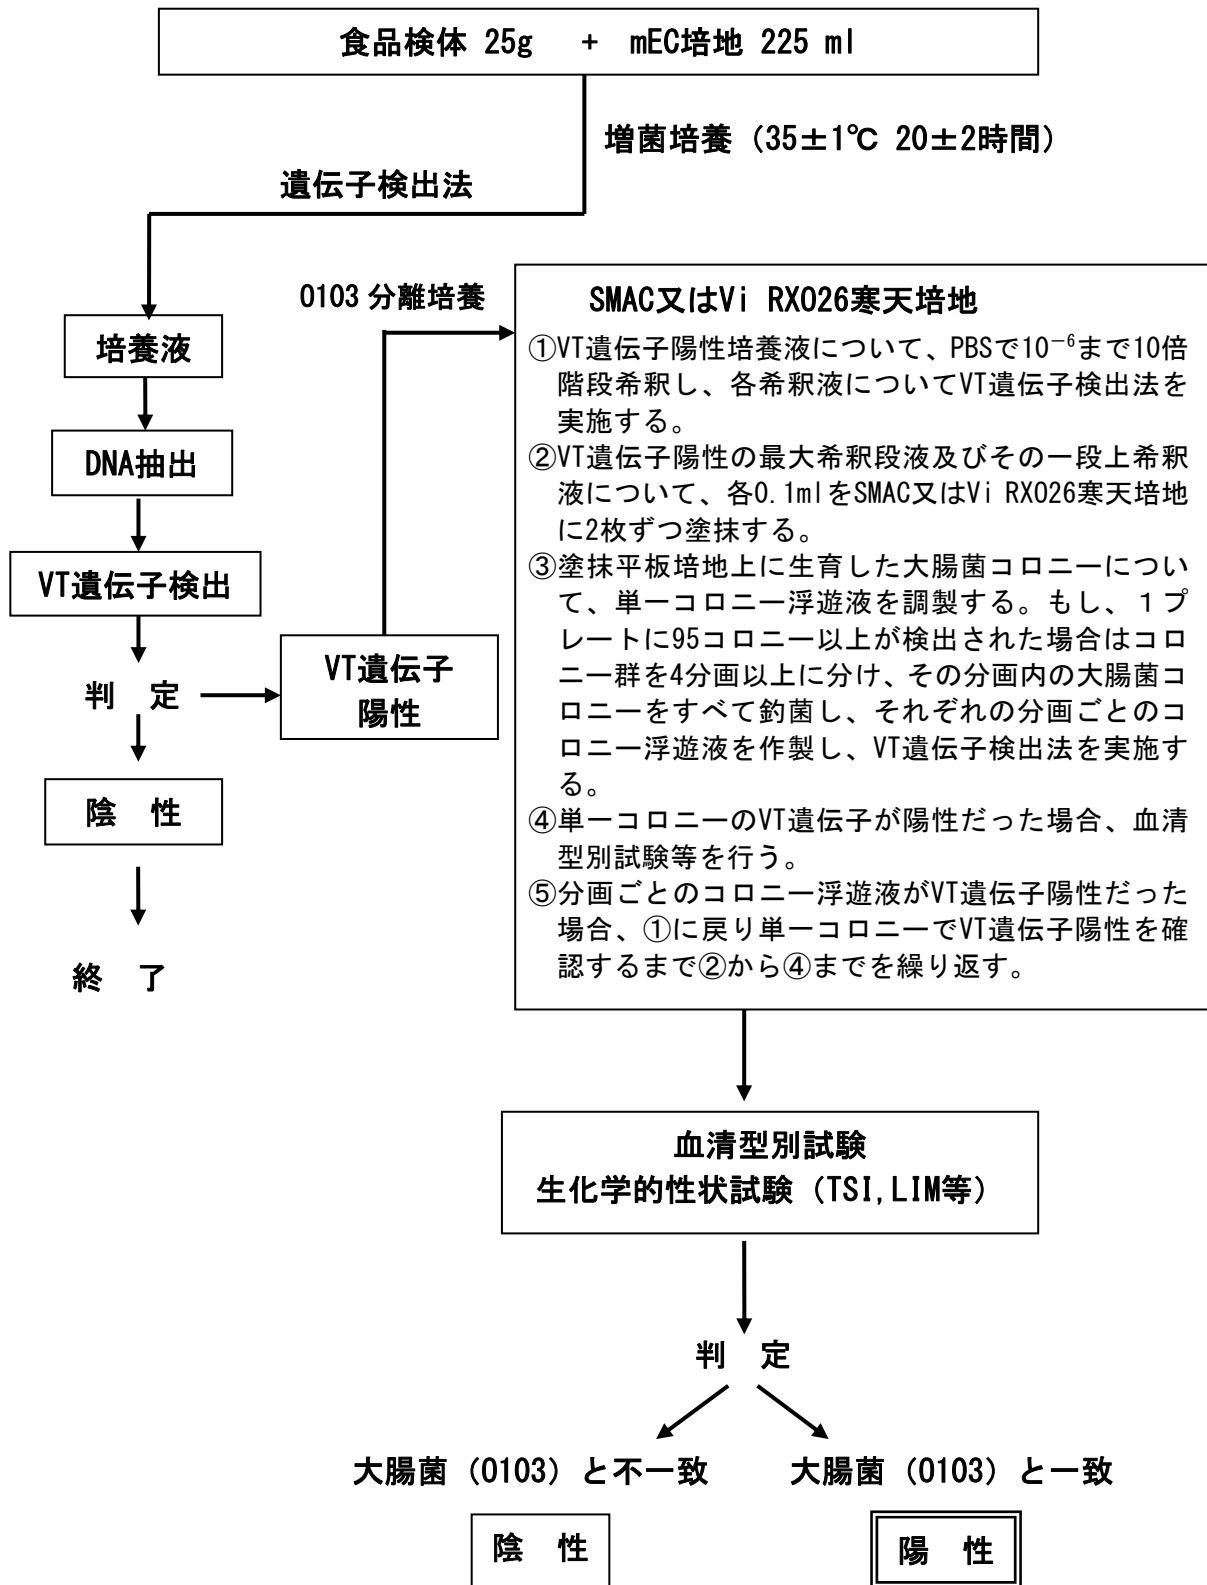 食品検体 25g + mEC培地 225 ml
増菌培養（35±1℃ 20±2時間）
遺伝子検出法
培養液
DNA抽出
VT遺伝子検出
判 定
陰 性
終 了
VT遺伝子
陽性
O103 分離培養
SMAC又はVi RXO26寒天培地
①VT遺伝子陽性培養液について、PBSで10⁻⁶まで10倍
階段希釈し、各希釈液についてVT遺伝子検出法を
実施する。
②VT遺伝子陽性の最大希釈段液及びその一段上希釈
液について、各0.1mlをSMAC又はVi RXO26寒天培地
に2枚ずつ塗抹する。
③塗抹平板培地上に生育した大腸菌コロニーについ
て、単一コロニー浮遊液を調製する。もし、１プ
レートに95コロニー以上が検出された場合はコロ
ニー群を4分画以上に分け、その分画内の大腸菌コ
ロニーをすべて釣菌し、それぞれの分画ごとのコ
ロニー浮遊液を作製し、VT遺伝子検出法を実施す
る。
④単一コロニーのVT遺伝子が陽性だった場合、血清
型別試験等を行う。
⑤分画ごとのコロニー浮遊液がVT遺伝子陽性だった
場合、①に戻り単一コロニーでVT遺伝子陽性を確
認するまで②から④までを繰り返す。
血清型別試験
生化学的性状試験（TSI,LIM等）
判 定
大腸菌（O103）と不一致
大腸菌（O103）と一致
陰 性
陽 性